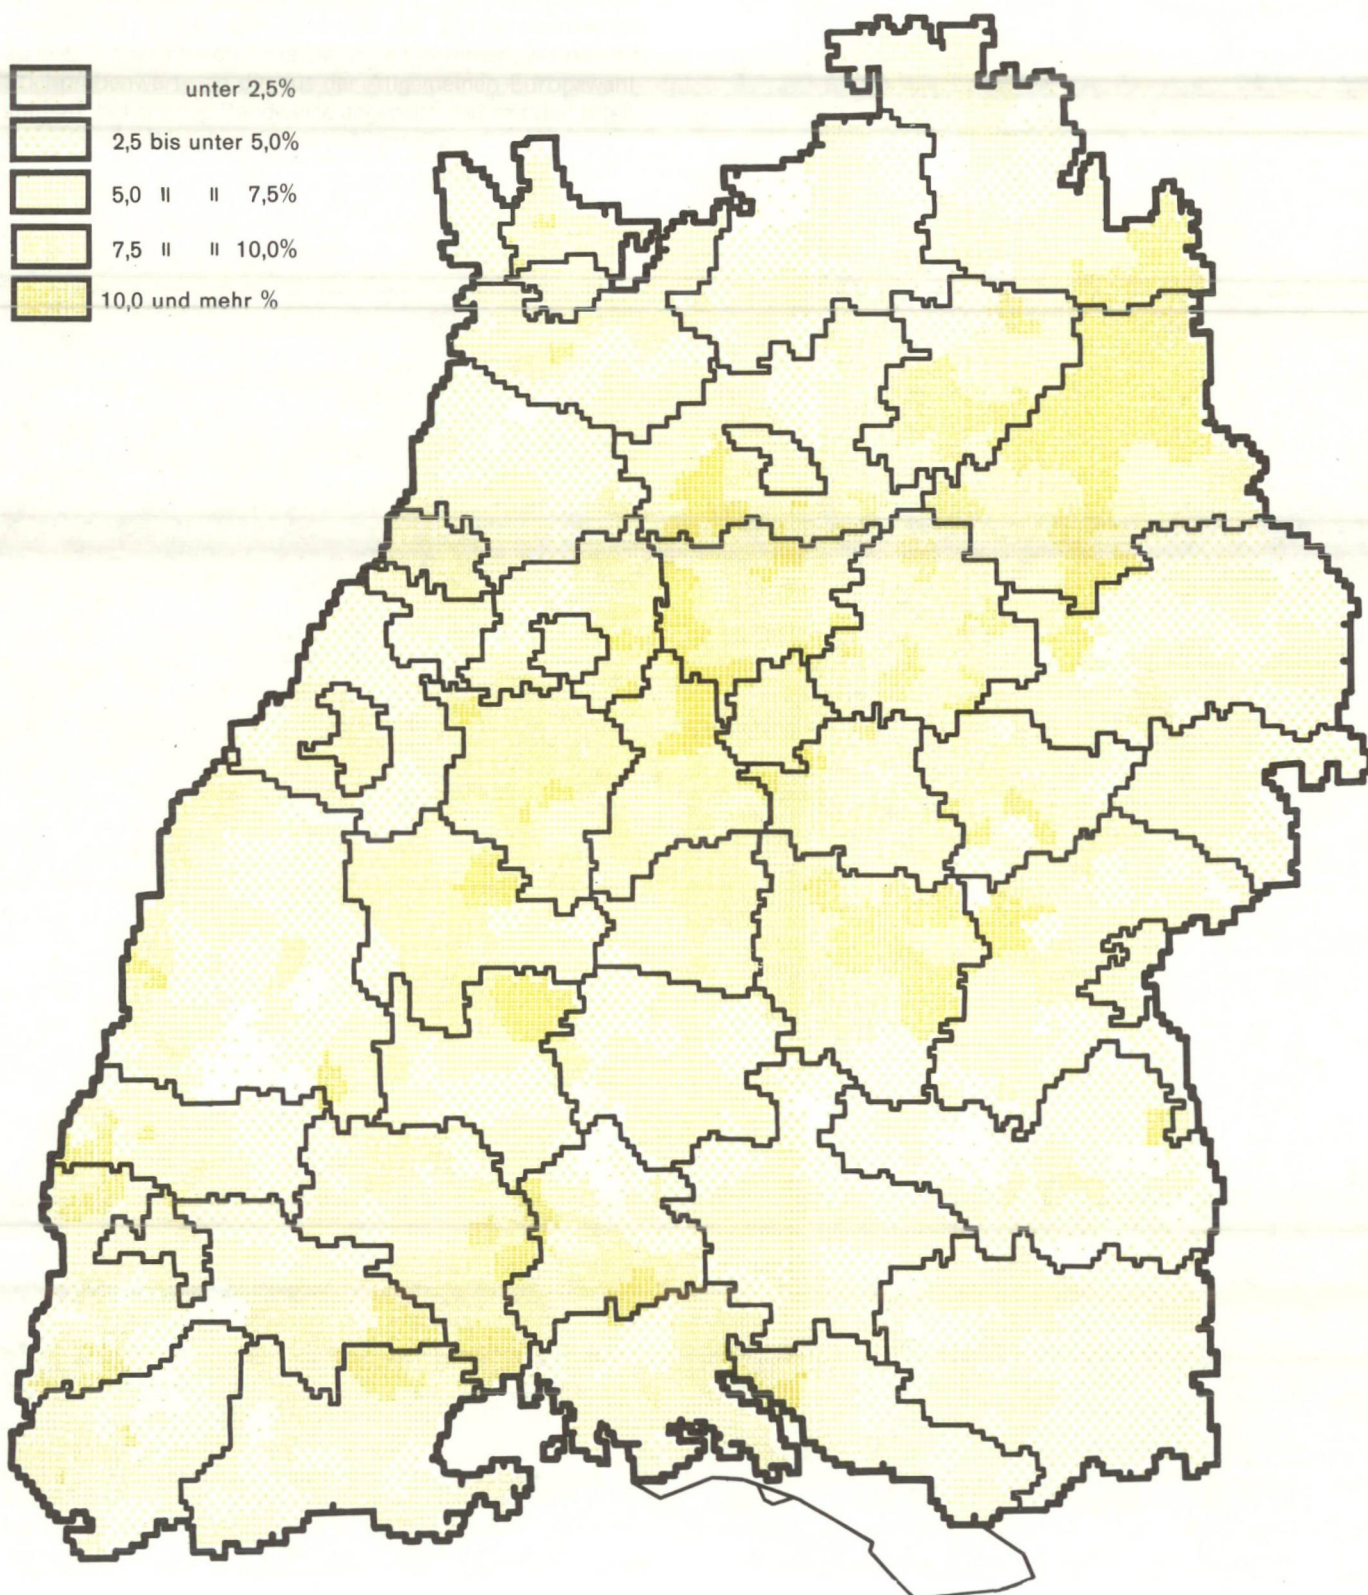 unter 2,5%
2,5 bis unter 5,0%
5,0 " " 7,5%
7,5 " " 10,0%
10,0 und mehr %